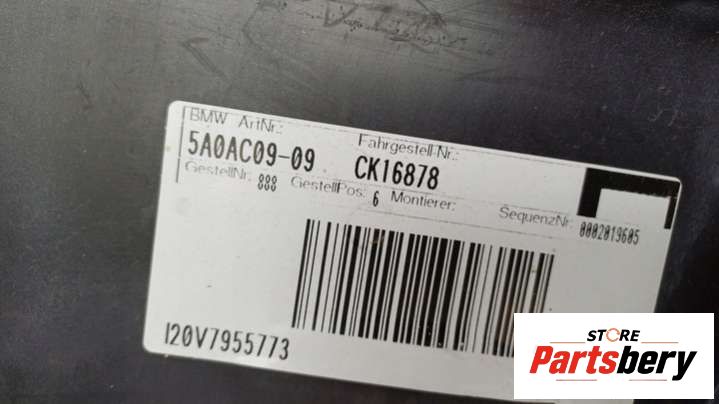 BMW ArtNr.: Fahrgestell-Nr.:
5A0AC09-09 CK16878
GestellNr: 888 GestellPos: 6 Montierer: SequenzNr: 0002019605
I20V7955773
STORE
Partsbery